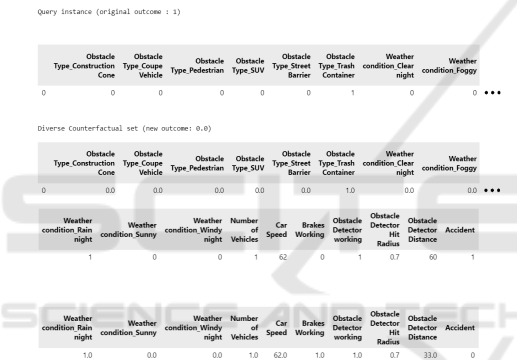 Query instance (original outcome : 1)
Obstacle Type_Construction Cone Obstacle Type_Coupe Vehicle Obstacle Type_Pedestrian Obstacle Type_SUV Obstacle Type_Street Barrier Obstacle Type_Trash Container Weather condition_Clear night Weather condition_Foggy
0 0 0 0 0 0 1 0 0 •••
Diverse Counterfactual set (new outcome: 0.0)
Obstacle Type_Construction Cone Obstacle Type_Coupe Vehicle Obstacle Type_Pedestrian Obstacle Type_SUV Obstacle Type_Street Barrier Obstacle Type_Trash Container Weather condition_Clear night Weather condition_Foggy
0 0.0 0.0 0.0 0.0 0.0 1.0 0.0 0.0 •••
Weather condition_Rain night Weather condition_Sunny Weather condition_Windy night Number of Vehicles Car Speed Brakes Working Obstacle Detector working Obstacle Detector Hit Radius Obstacle Detector Distance Accident
1 0 0 1 62 0 1 0.7 60 1
SCIENCE AND TECH
Weather condition_Rain night Weather condition_Sunny Weather condition_Windy night Number of Vehicles Car Speed Brakes Working Obstacle Detector working Obstacle Detector Hit Radius Obstacle Detector Distance Accident
1.0 0.0 0.0 1.0 62.0 1.0 1.0 0.7 33.0 0